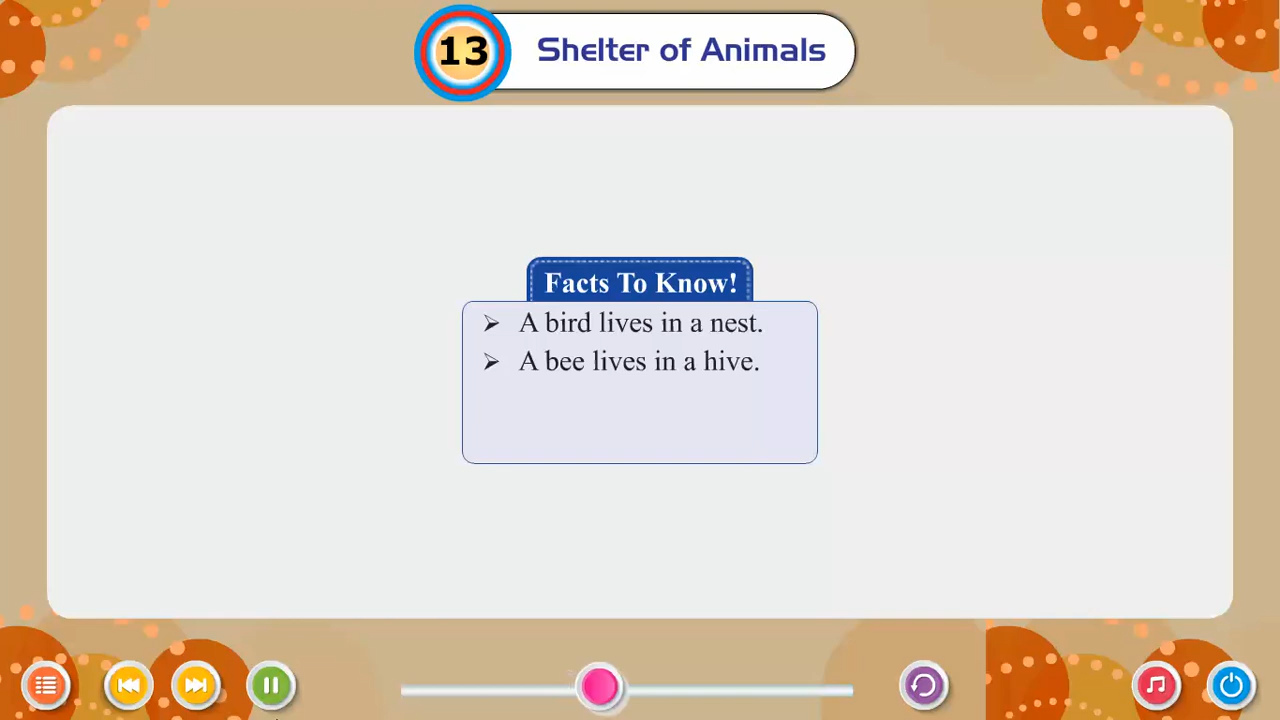 13 Shelter of Animals
Facts To Know!
➢ A bird lives in a nest.
➢ A bee lives in a hive.